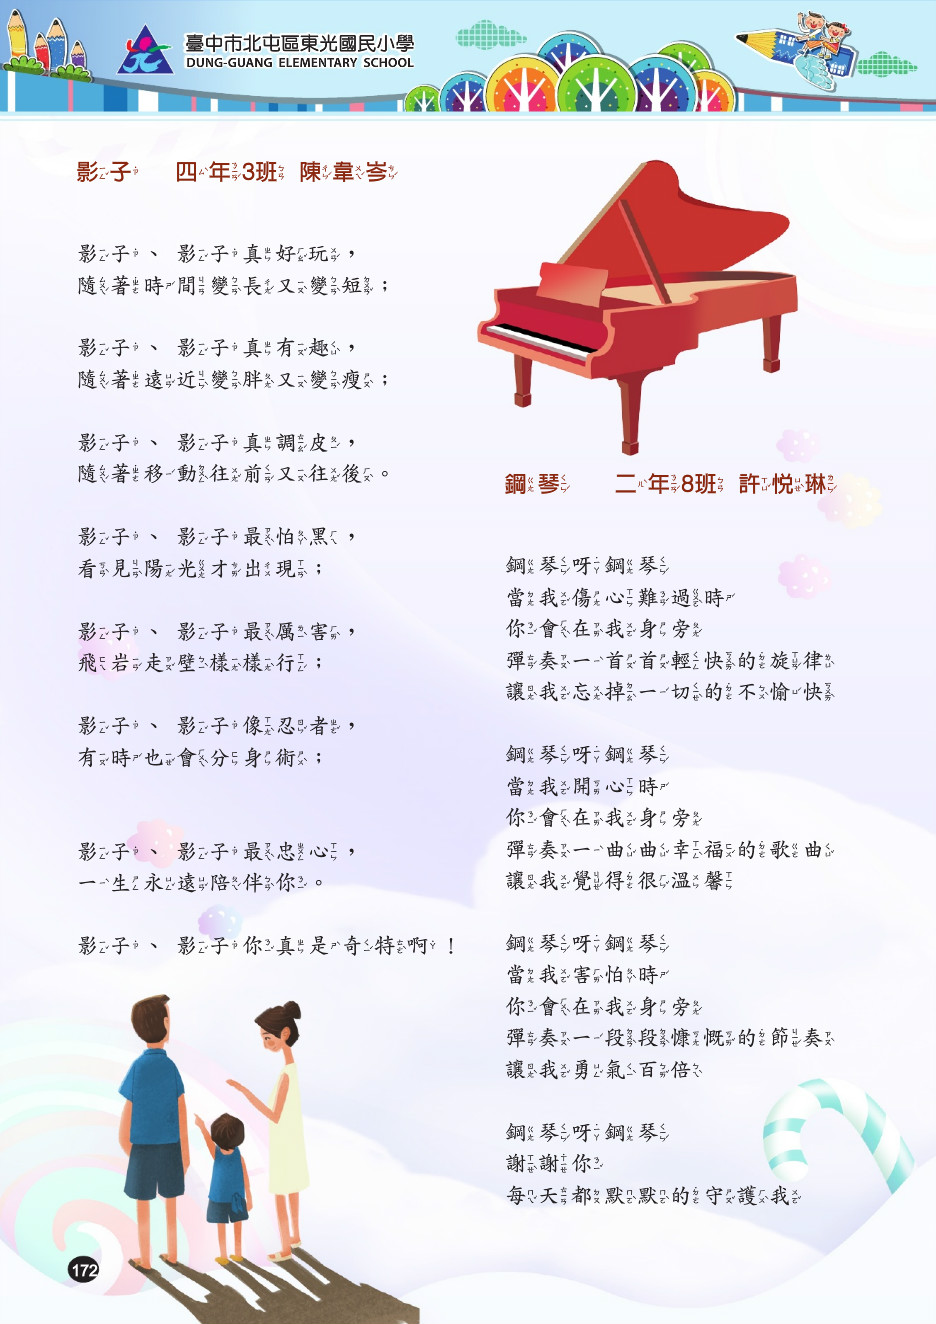 臺中市北屯區東光國民小學
DUNG-GUANG ELEMENTARY SCHOOL
影子 四年3班 陳韋岑
影子、影子真好玩，
隨著時間變長又變短；
影子、影子真有趣，
隨著遠近變胖又變瘦；
影子、影子真調皮，
隨著移動往前又往後。
影子、影子最怕黑，
看見陽光才出現；
影子、影子最厲害，
飛岩走壁樣樣行；
影子、影子像忍者，
有時也會分身術；
影子、影子最忠心，
一生永遠陪伴你。
影子、影子你真是奇特啊！
鋼琴 二年8班 許悅琳
鋼琴呀鋼琴
當我傷心難過時
你會在我身旁
彈奏一首首輕快的旋律
讓我忘掉一切的不愉快
鋼琴呀鋼琴
當我開心時
你會在我身旁
彈奏一曲曲幸福的歌曲
讓我覺得很溫馨
鋼琴呀鋼琴
當我害怕時
你會在我身旁
彈奏一段段慷慨的節奏
讓我勇氣百倍
鋼琴呀鋼琴
謝謝你
每天都默默的守護我
172